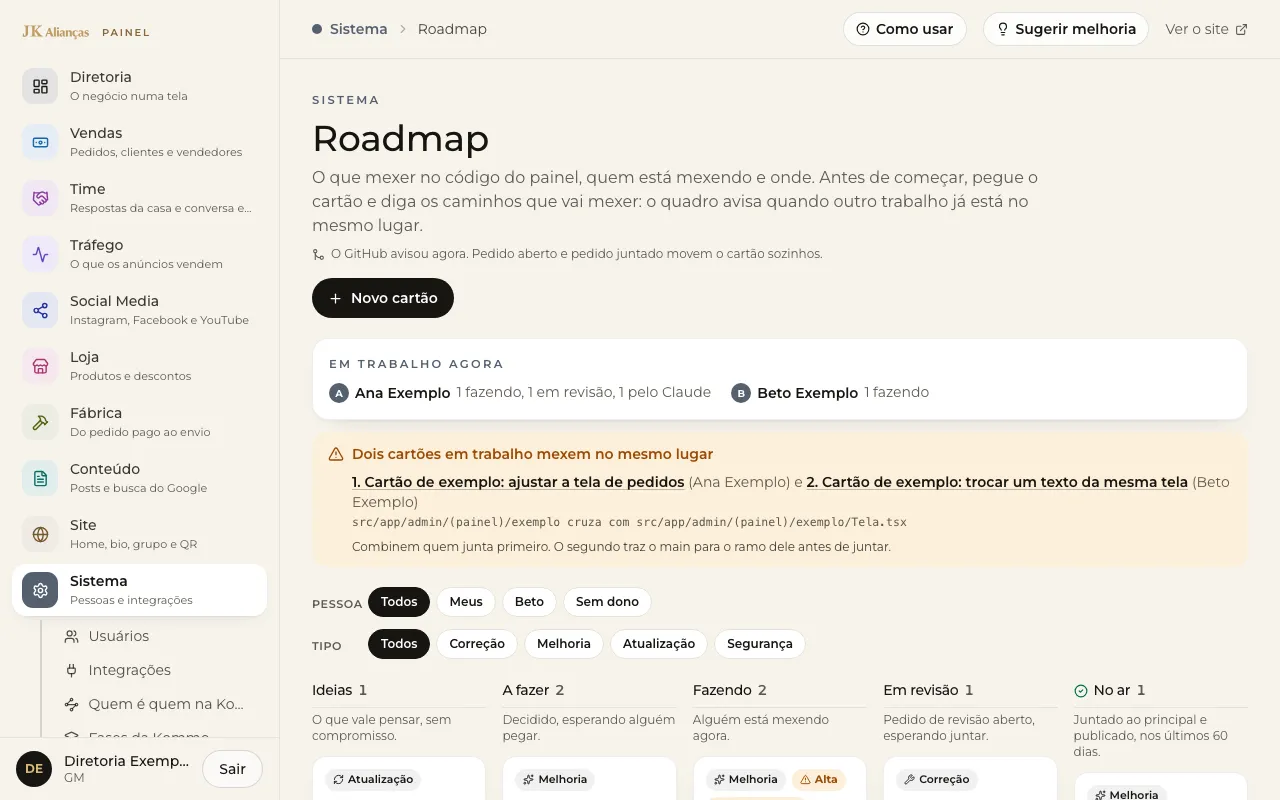 JK Alianças PAINEL
Diretoria
O negócio numa tela
Vendas
Pedidos, clientes e vendedores
Time
Respostas da casa e conversa e...
Tráfego
O que os anúncios vendem
Social Media
Instagram, Facebook e YouTube
Loja
Produtos e descontos
Fábrica
Do pedido pago ao envio
Conteúdo
Posts e busca do Google
Site
Home, bio, grupo e QR
Sistema
Pessoas e integrações
Usuários
Integrações
Quem é quem na Ko...
DE
Diretoria Exemp...
GM
Sair
Sistema > Roadmap
Como usar
Sugerir melhoria
Ver o site
SISTEMA
Roadmap
O que mexer no código do painel, quem está mexendo e onde. Antes de começar, pegue o
cartão e diga os caminhos que vai mexer: o quadro avisa quando outro trabalho já está no
mesmo lugar.
O GitHub avisou agora. Pedido aberto e pedido juntado movem o cartão sozinhos.
+ Novo cartão
EM TRABALHO AGORA
A Ana Exemplo 1 fazendo, 1 em revisão, 1 pelo Claude B Beto Exemplo 1 fazendo
Dois cartões em trabalho mexem no mesmo lugar
1. Cartão de exemplo: ajustar a tela de pedidos (Ana Exemplo) e 2. Cartão de exemplo: trocar um texto da mesma tela (Beto
Exemplo)
src/app/admin/(painel)/exemplo cruza com src/app/admin/(painel)/exemplo/Tela.tsx
Combinem quem junta primeiro. O segundo traz o main para o ramo dele antes de juntar.
PESSOA Todos Meus Beto Sem dono
TIPO Todos Correção Melhoria Atualização Segurança
Ideias 1
O que vale pensar, sem
compromisso.
Atualização
A fazer 2
Decidido, esperando alguém
pegar.
Melhoria
Fazendo 2
Alguém está mexendo
agora.
Melhoria Alta
Em revisão 1
Pedido de revisão aberto,
esperando juntar.
Correção
No ar 1
Juntado ao principal e
publicado, nos últimos 60
dias.
Melhoria